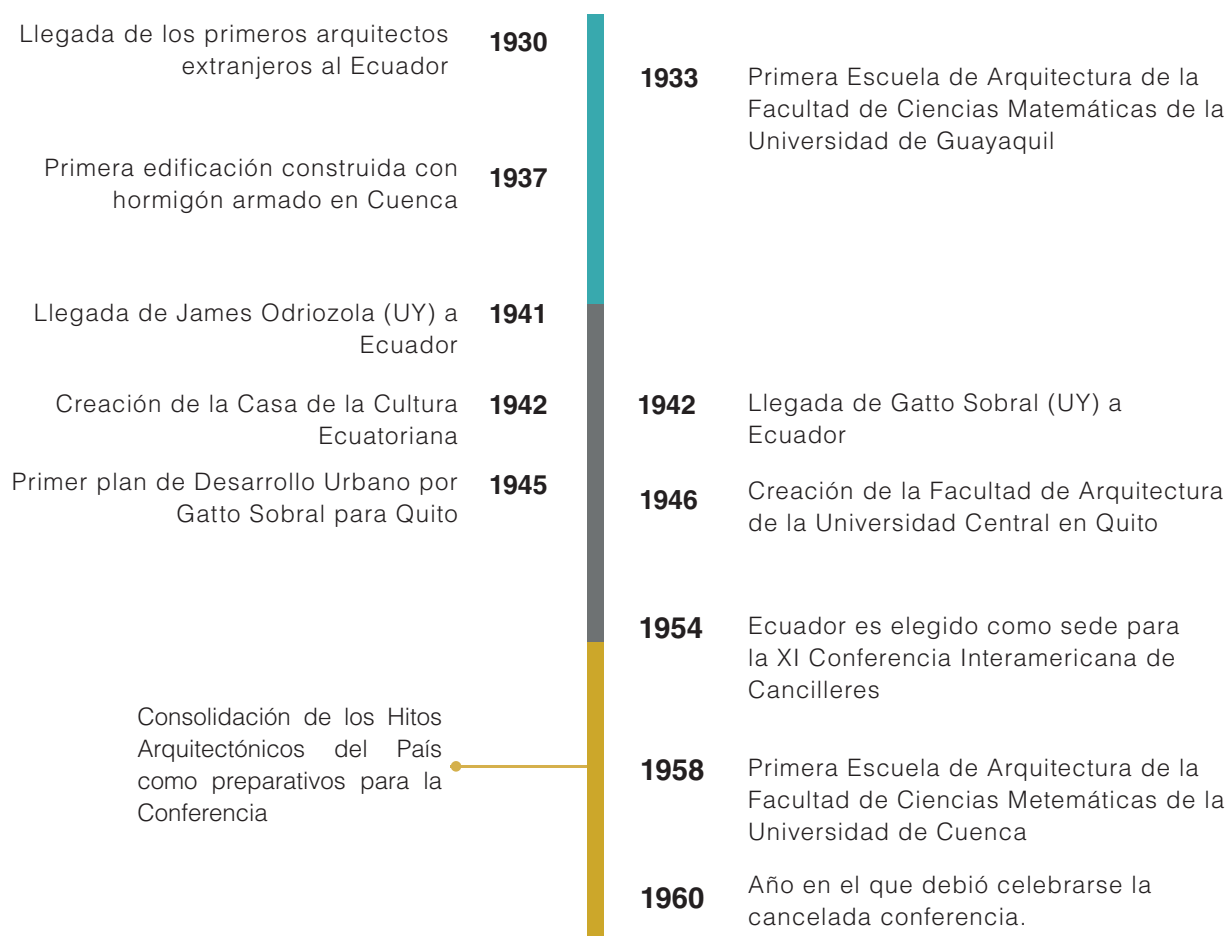 Llegada de los primeros arquitectos
extranjeros al Ecuador
1930
1933
Primera Escuela de Arquitectura de la
Facultad de Ciencias Matemáticas de la
Universidad de Guayaquil
Primera edificación construida con
hormigón armado en Cuenca
1937
Llegada de James Odriozola (UY) a
Ecuador
1941
Creación de la Casa de la Cultura
Ecuatoriana
1942
1942
Llegada de Gatto Sobral (UY) a
Ecuador
Primer plan de Desarrollo Urbano por
Gatto Sobral para Quito
1945
1946
Creación de la Facultad de Arquitectura
de la Universidad Central en Quito
1954
Ecuador es elegido como sede para
la XI Conferencia Interamericana de
Cancilleres
Consolidación de los Hitos
Arquitectónicos del País
como preparativos para la
Conferencia
1958
Primera Escuela de Arquitectura de la
Facultad de Ciencias Metemáticas de la
Universidad de Cuenca
1960
Año en el que debió celebrarse la
cancelada conferencia.